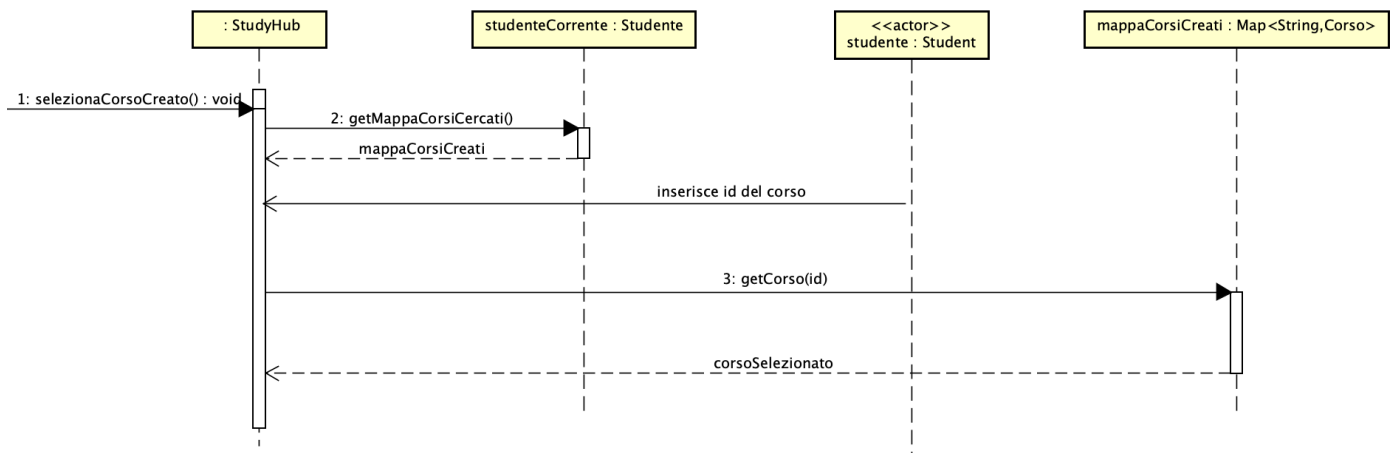 : StudyHub
studenteCorrente : Studente
<<actor>>
studente : Student
mappaCorsiCreati : Map<String,Corso>
1: selezionaCorsoCreato() : void
2: getMappaCorsiCercati()
mappaCorsiCreati
inserisce id del corso
3: getCorso(id)
corsoSelezionato